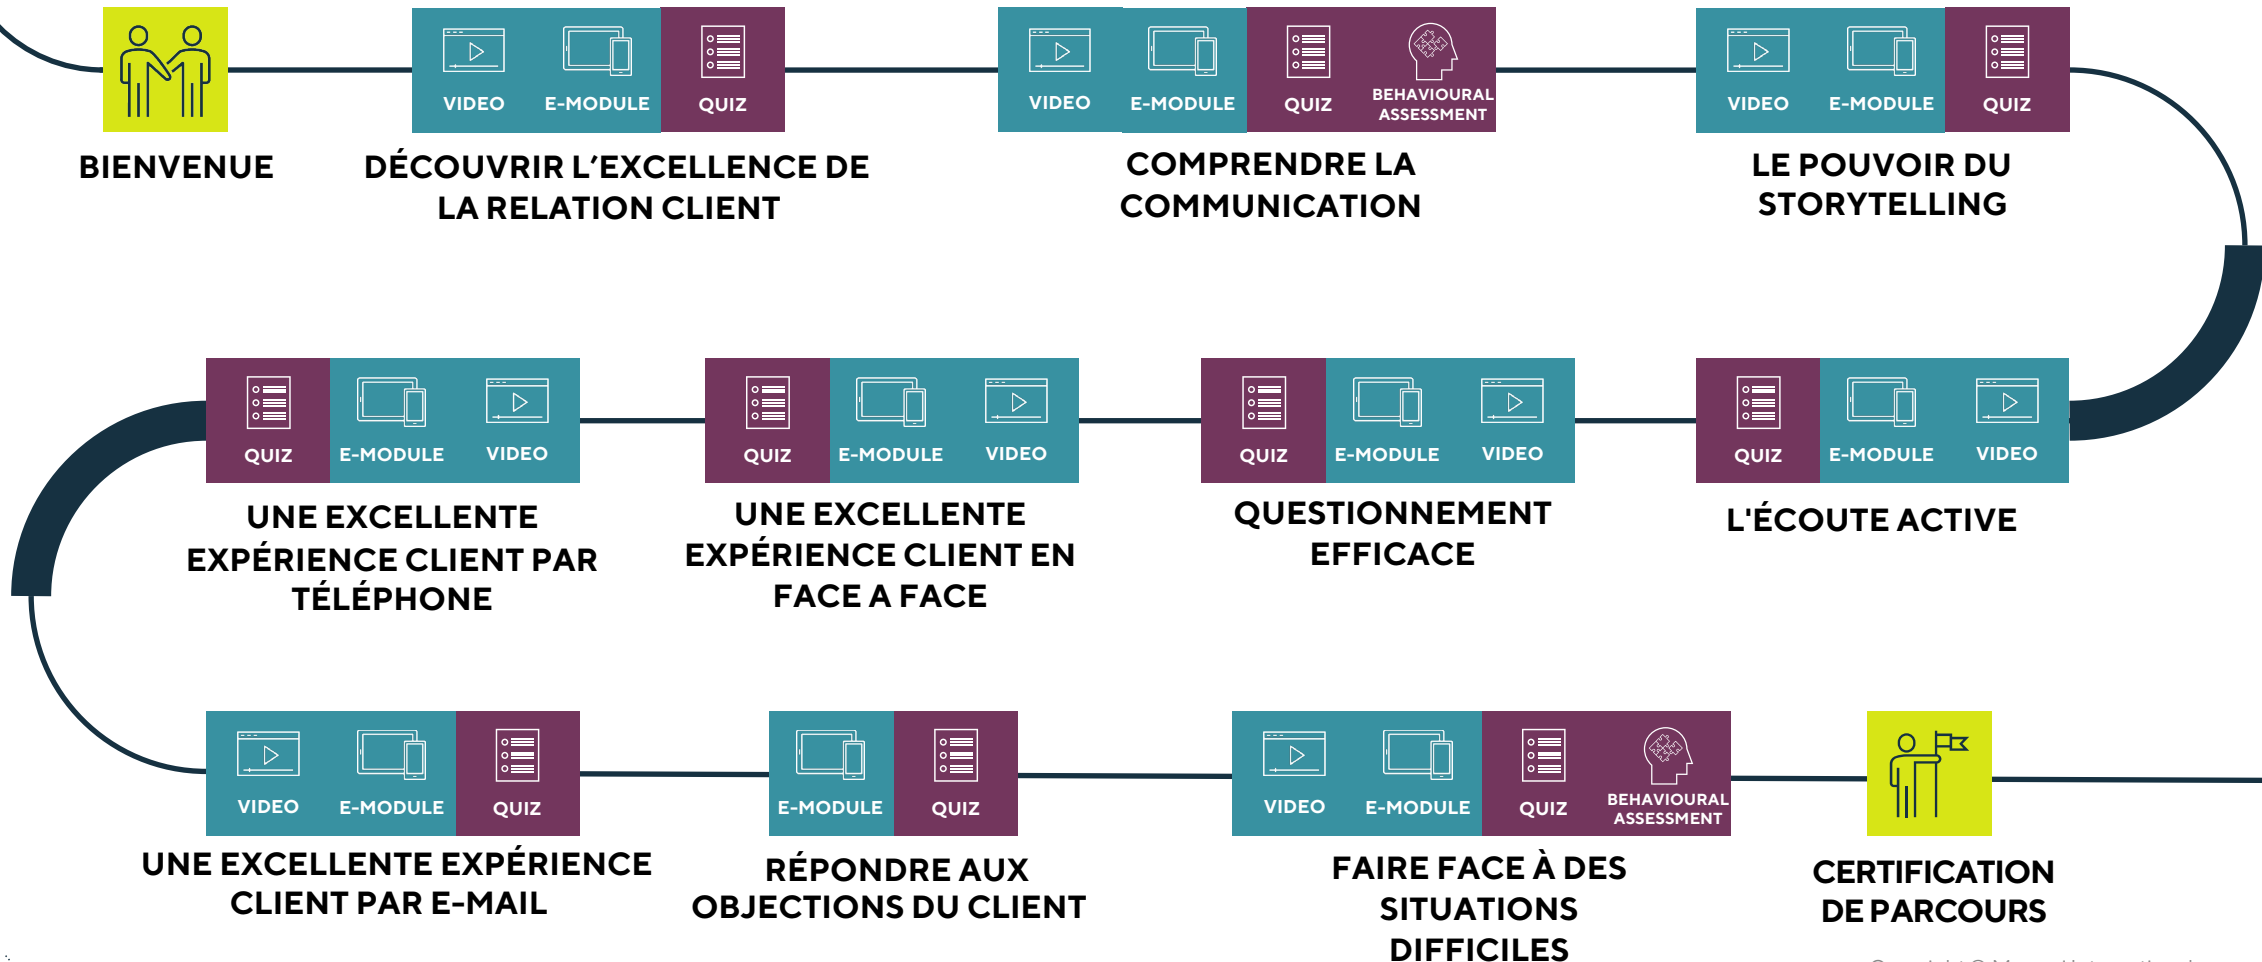 VIDEO E-MODULE QUIZ
VIDEO E-MODULE QUIZ BEHAVIOURAL
ASSESSMENT
VIDEO E-MODULE QUIZ
BIENVENUE
DÉCOUVRIR L'EXCELLENCE DE
LA RELATION CLIENT
COMPRENDRE LA
COMMUNICATION
LE POUVOIR DU
STORYTELLING
QUIZ E-MODULE VIDEO
QUIZ E-MODULE VIDEO
QUIZ E-MODULE VIDEO
QUIZ E-MODULE VIDEO
UNE EXCELLENTE
EXPÉRIENCE CLIENT PAR
TÉLÉPHONE
UNE EXCELLENTE
EXPÉRIENCE CLIENT EN
FACE A FACE
QUESTIONNEMENT
EFFICACE
L'ÉCOUTE ACTIVE
VIDEO E-MODULE QUIZ
E-MODULE QUIZ
VIDEO E-MODULE QUIZ BEHAVIOURAL
ASSESSMENT
UNE EXCELLENTE EXPÉRIENCE
CLIENT PAR E-MAIL
RÉPONDRE AUX
OBJECTIONS DU CLIENT
FAIRE FACE À DES
SITUATIONS
DIFFICILES
CERTIFICATION
DE PARCOURS